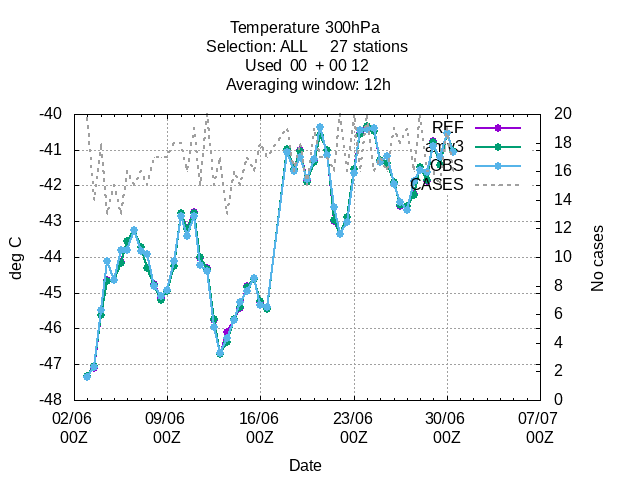 Temperature 300hPa
Selection: ALL 27 stations
Used 00 + 00 12
Averaging window: 12h
-40
-41
-42
-43
-44
-45
-46
-47
-48
20
18
16
14
12
10
8
6
4
2
0
REF
amv3
OBS
CASES
deg C
No cases
02/06 09/06 16/06 23/06 30/06 07/07
00Z 00Z 00Z 00Z 00Z 00Z
Date